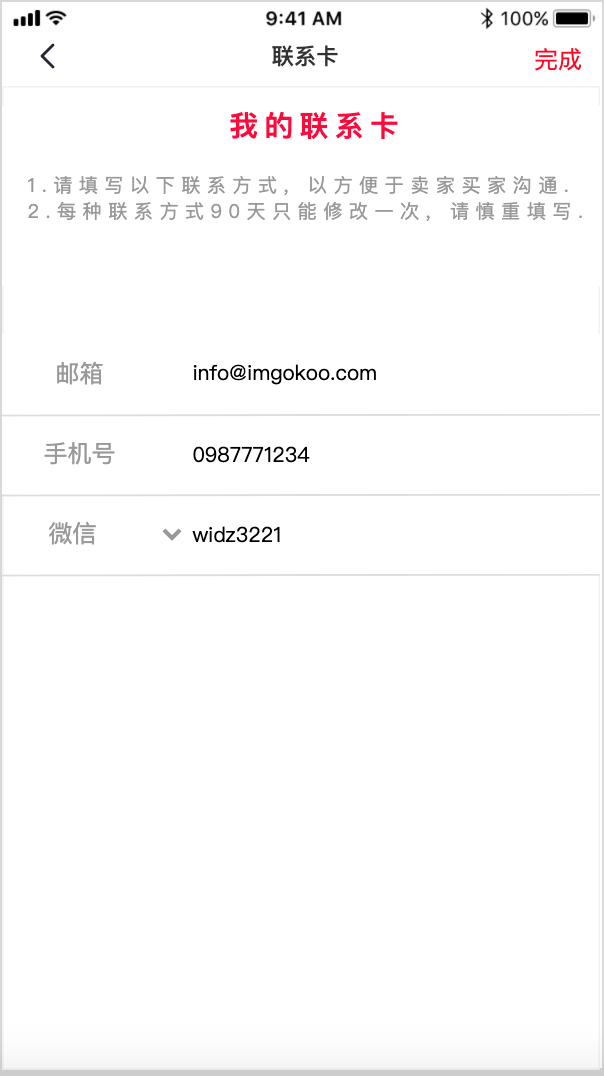 9:41 AM
100%
联系卡
完成
我的联系卡
1.请填写以下联系方式，以方便于卖家买家沟通.
2.每种联系方式90天只能修改一次，请慎重填写.
邮箱 info@imgokoo.com
手机号 0987771234
微信 widz3221